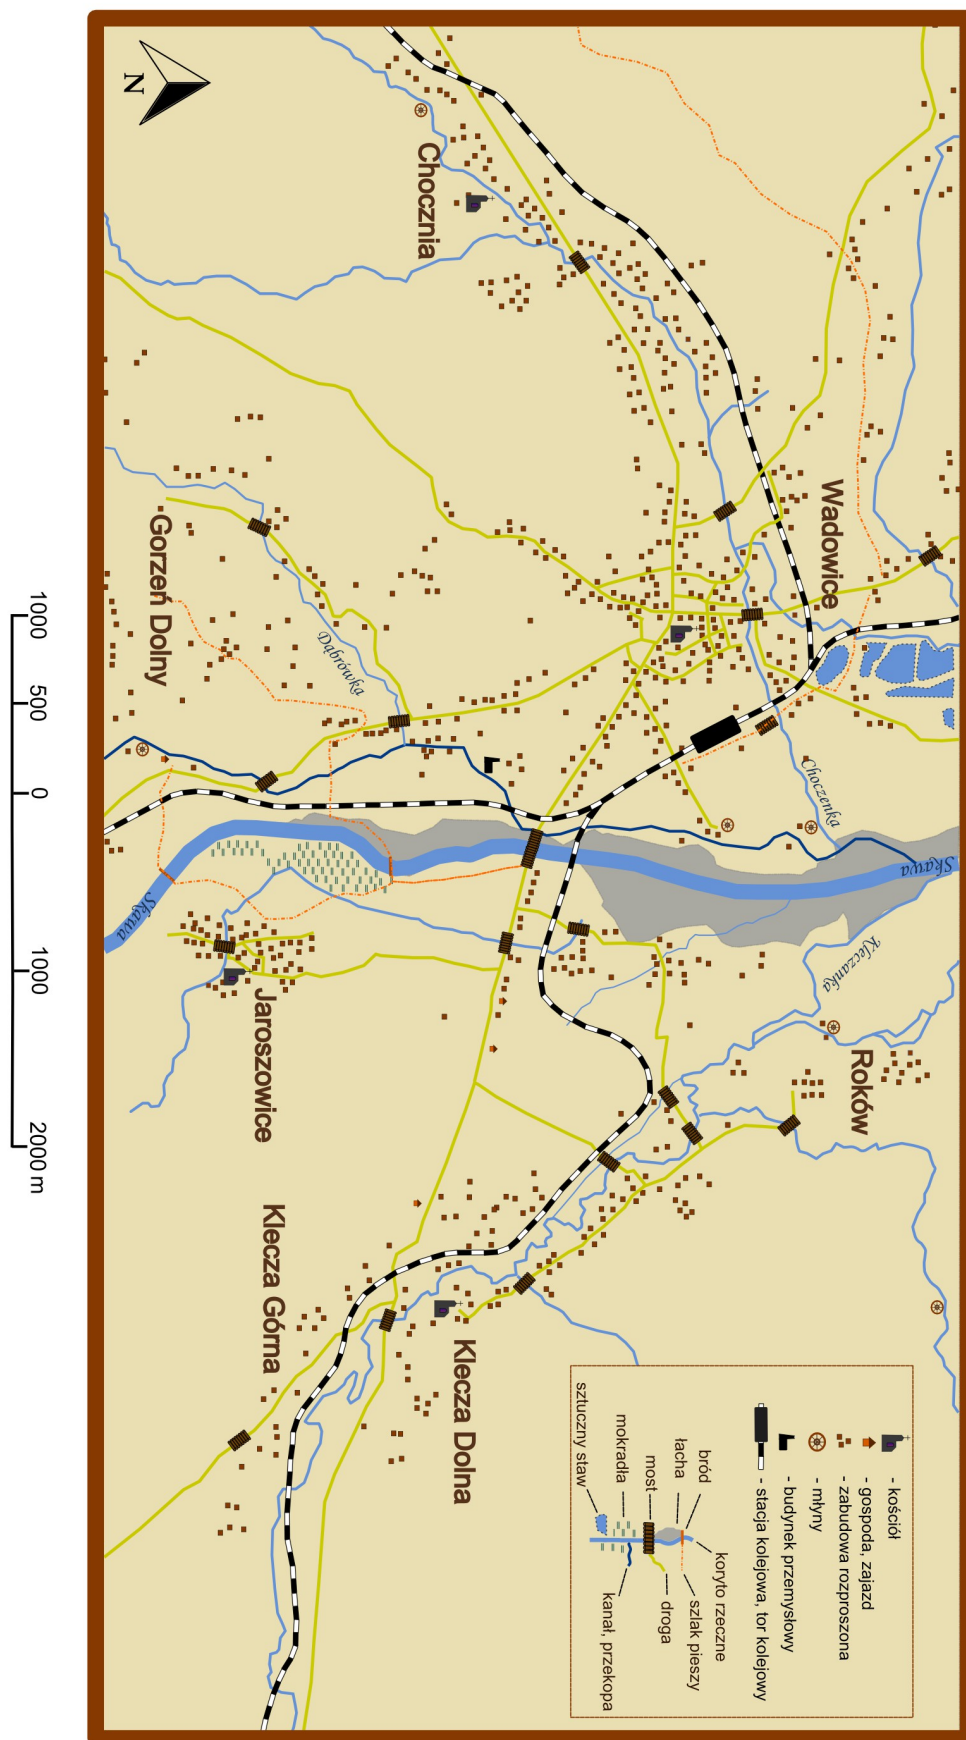 N
Chocznia
Wadowice
Gorzeń Dolny
Dąbrówka
Choczenka
Skawa
Skawa
Kleczanka
Jaroszowice
Roków
Klecza Górna
Klecza Dolna
- kościół
- gospoda, zajazd
- zabudowa rozproszona
- młyny
- budynek przemysłowy
- stacja kolejowa, tor kolejowy
bród
łacha
most
mokradła
sztuczny staw
koryto rzeczne
szlak pieszy
droga
kanał, przekopa
1000 500 0 1000 2000 m